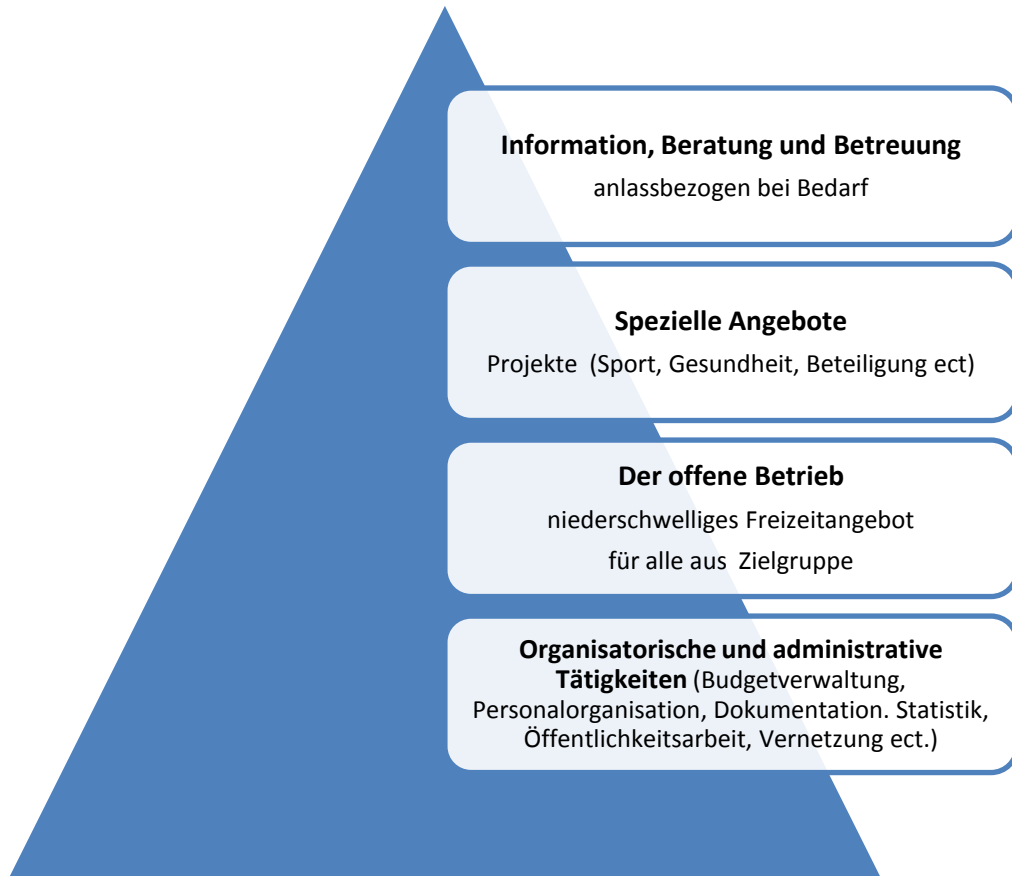 Information, Beratung und Betreuung
anlassbezogen bei Bedarf
Spezielle Angebote
Projekte  (Sport, Gesundheit, Beteiligung ect)
Der offene Betrieb
niederschwelliges Freizeitangebot
für alle aus  Zielgruppe
Organisatorische und administrative
Tätigkeiten (Budgetverwaltung,
Personalorganisation, Dokumentation. Statistik,
Öffentlichkeitsarbeit, Vernetzung ect.)